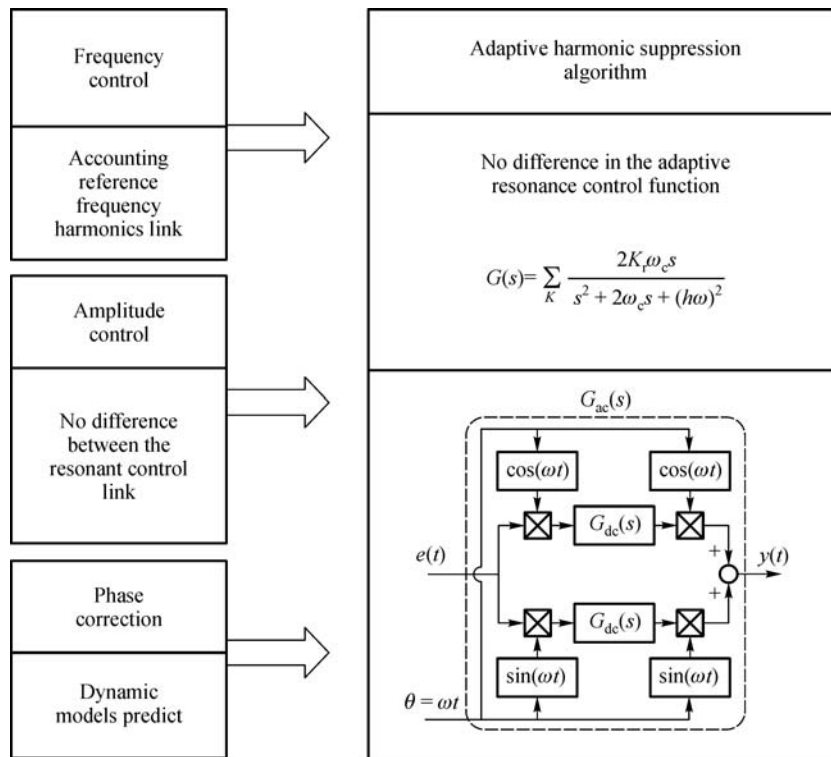 Frequency
control
Accounting
reference
frequency
harmonics link
Amplitude
control
No difference
between the
resonant control
link
Phase
correction
Dynamic
models predict
Adaptive harmonic suppression
algorithm
No difference in the adaptive
resonance control function
G(s)= ∑_K 2K_rω_cs / (s² + 2ω_cs + (hω)²)
G_ac(s)
cos(ωt) cos(ωt)
G_dc(s)
e(t) y(t)
+
+
G_dc(s)
sin(ωt) sin(ωt)
θ = ωt